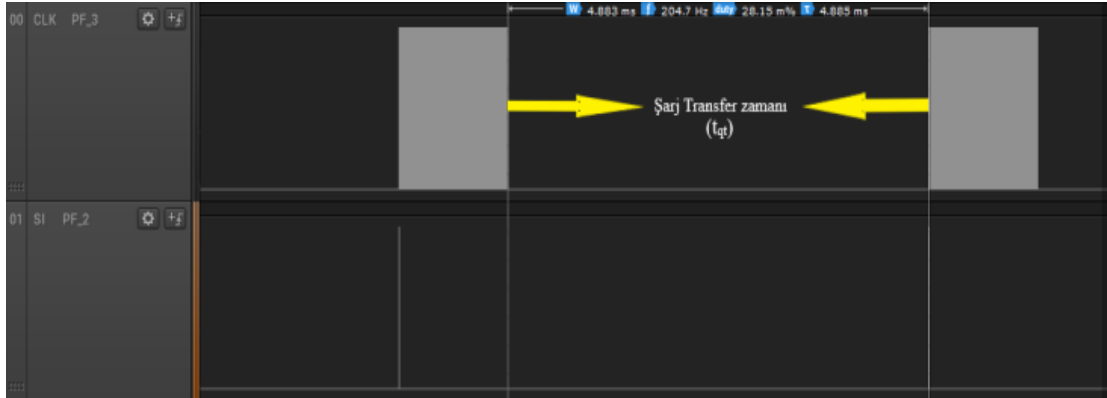 00 CLK PF_3 +f
W 4.883 ms f 204.7 Hz duty 28.15 m% T 4.885 ms
Şarj Transfer zamanı
(tqt)
01 SI PF_2 +f